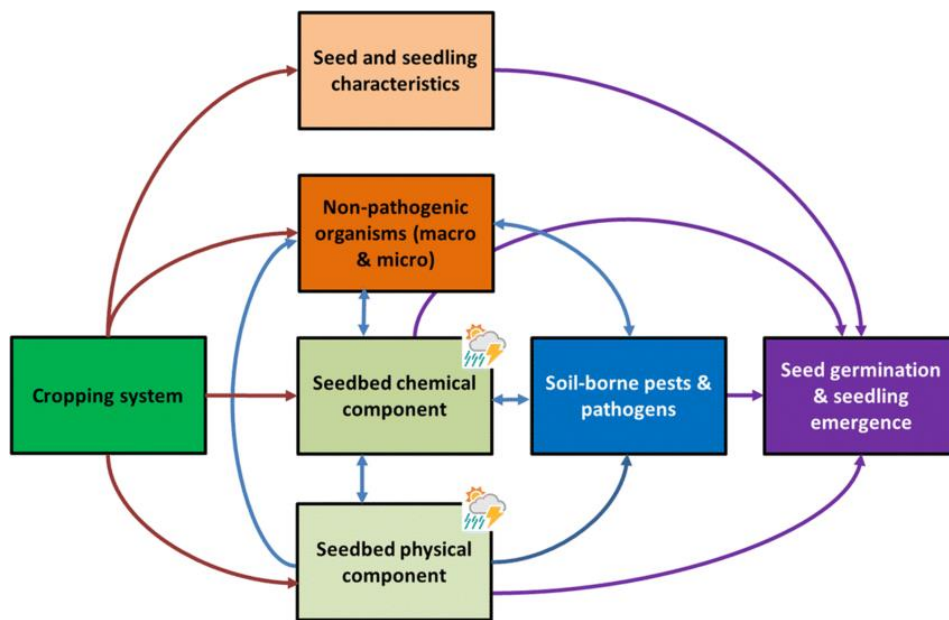 Seed and seedling
characteristics
Non-pathogenic
organisms (macro
& micro)
Cropping system
Seedbed chemical
component
Soil-borne pests &
pathogens
Seed germination
& seedling
emergence
Seedbed physical
component